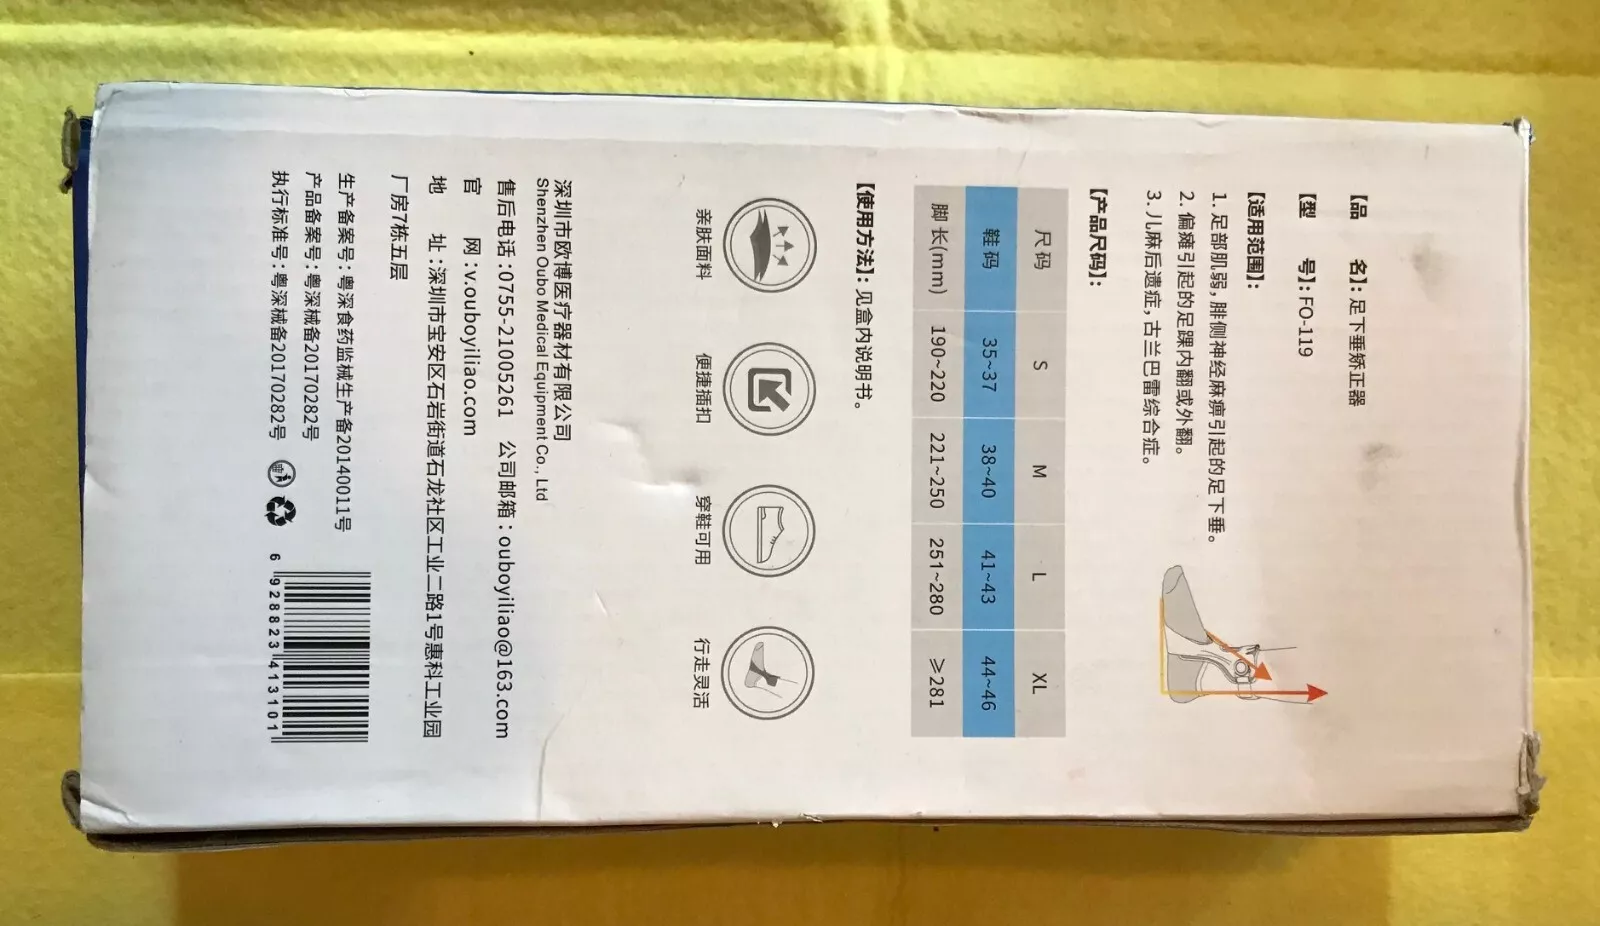 【品 名】：足下垂矫正器
【型 号】：FO-119
【适用范围】：
1. 足部肌弱，腓侧神经麻痹引起的足下垂。
2. 偏瘫引起的足踝内翻或外翻。
3. 儿麻后遗症，古兰巴雷综合症。
【产品尺码】：
尺码 S M L XL
鞋码 35~37 38~40 41~43 44~46
脚长(mm) 190~220 221~250 251~280 ≥281
【使用方法】：见盒内说明书。
亲肤面料 便捷插扣 穿鞋可用 行走灵活
深圳市欧博医疗器材有限公司
Shenzhen Oubo Medical Equipment Co., Ltd
售后电话：0755-21005261 公司邮箱：ouboyiliao@163.com
官 网：v.ouboyiliao.com
地 址：深圳市宝安区石岩街道石龙社区工业二路1号惠科工业园
厂房7栋五层
生产备案号：粤深食药监械生产备20140011号
产品备案号：粤深械备20170282号
执行标准号：粤深械备20170282号
6 928823 413101